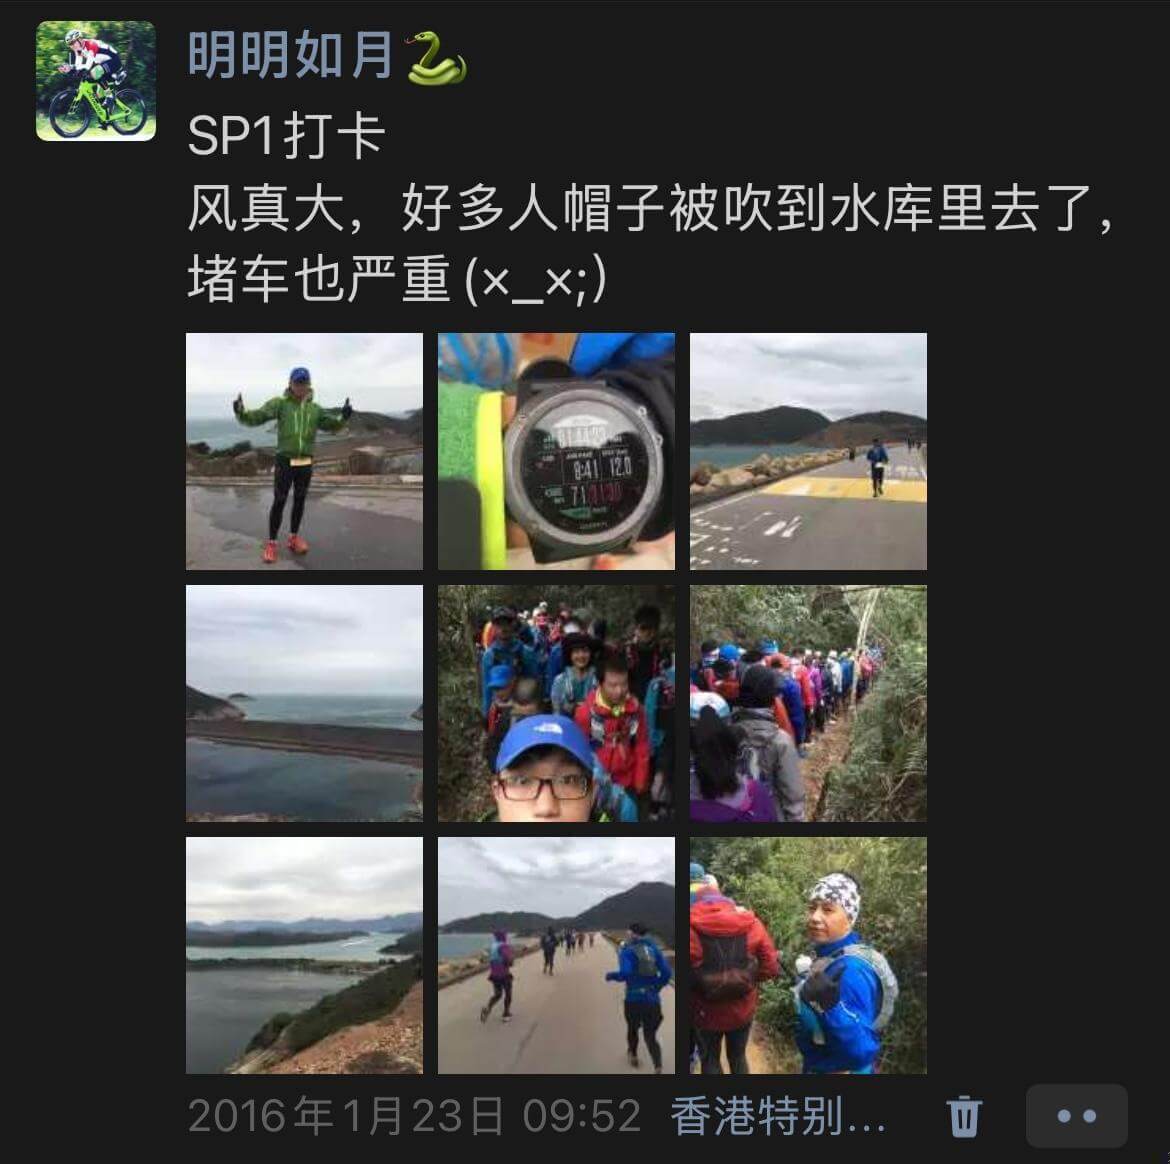 明明如月🐍
SP1打卡
风真大，好多人帽子被吹到水库里去了，
堵车也严重(×_×;)
8:41 12.0
2016年1月23日 09:52 香港特别...